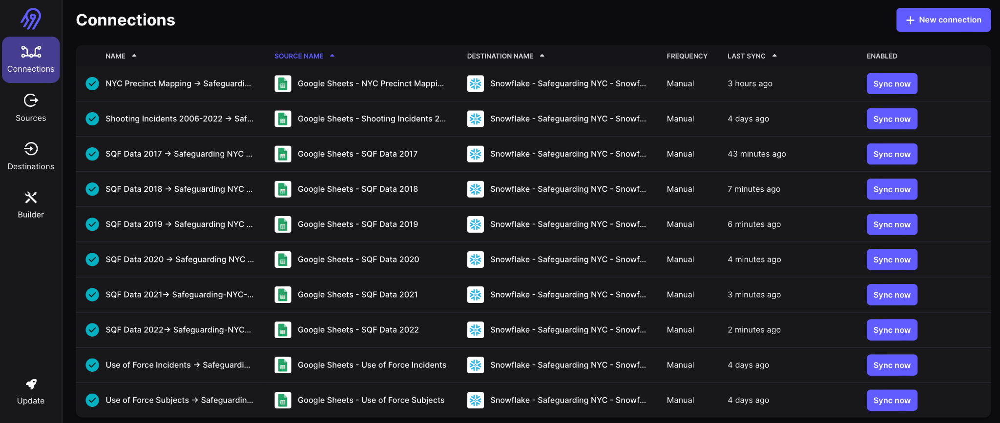 Connections
New connection
Connections
Sources
Destinations
Builder
Update
NAME SOURCE NAME DESTINATION NAME FREQUENCY LAST SYNC ENABLED
NYC Precinct Mapping → Safeguardi... Google Sheets - NYC Precinct Mappi... Snowflake - Safeguarding NYC - Snowf... Manual 3 hours ago Sync now
Shooting Incidents 2006-2022 → Saf... Google Sheets - Shooting Incidents 2... Snowflake - Safeguarding NYC - Snowf... Manual 4 days ago Sync now
SQF Data 2017 → Safeguarding NYC ... Google Sheets - SQF Data 2017 Snowflake - Safeguarding NYC - Snowf... Manual 43 minutes ago Sync now
SQF Data 2018 → Safeguarding NYC ... Google Sheets - SQF Data 2018 Snowflake - Safeguarding NYC - Snowf... Manual 7 minutes ago Sync now
SQF Data 2019 → Safeguarding NYC ... Google Sheets - SQF Data 2019 Snowflake - Safeguarding NYC - Snowf... Manual 6 minutes ago Sync now
SQF Data 2020 → Safeguarding NYC ... Google Sheets - SQF Data 2020 Snowflake - Safeguarding NYC - Snowf... Manual 4 minutes ago Sync now
SQF Data 2021→ Safeguarding-NYC-... Google Sheets - SQF Data 2021 Snowflake - Safeguarding NYC - Snowf... Manual 3 minutes ago Sync now
SQF Data 2022→ Safeguarding-NYC... Google Sheets - SQF Data 2022 Snowflake - Safeguarding NYC - Snowf... Manual 2 minutes ago Sync now
Use of Force Incidents → Safeguardi... Google Sheets - Use of Force Incidents Snowflake - Safeguarding NYC - Snowf... Manual 4 days ago Sync now
Use of Force Subjects → Safeguardin... Google Sheets - Use of Force Subjects Snowflake - Safeguarding NYC - Snowf... Manual 4 days ago Sync now